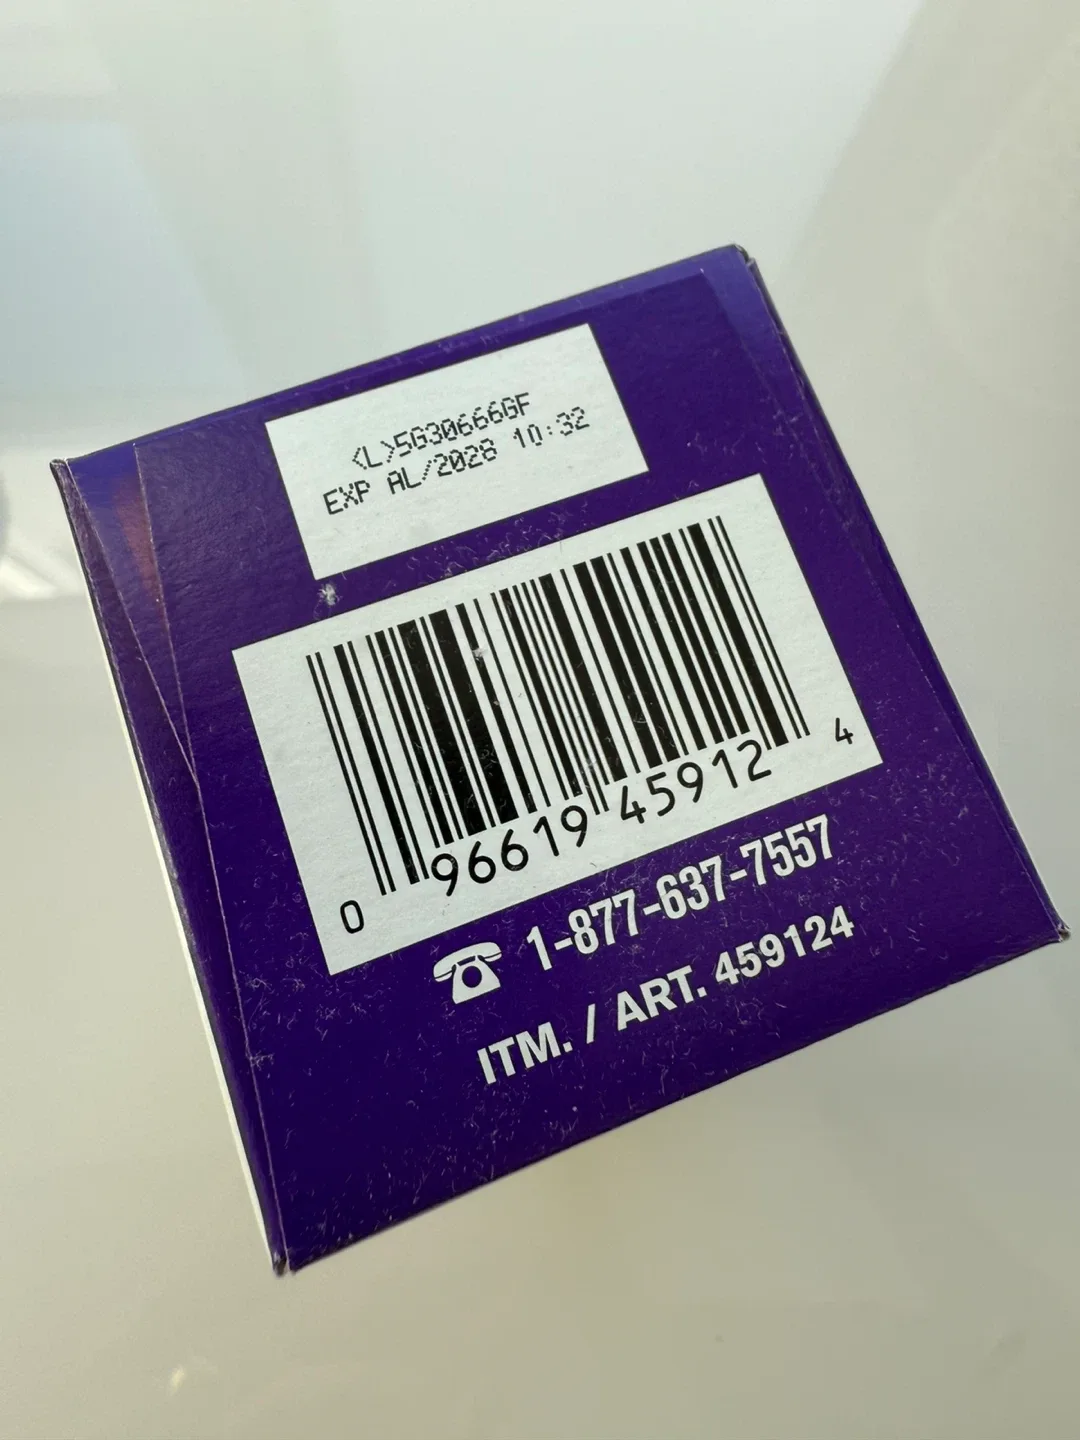 <L>5G30666GF
EXP AL/2028 10:32
0 96619 45912 4
1-877-637-7557
ITM. / ART. 459124